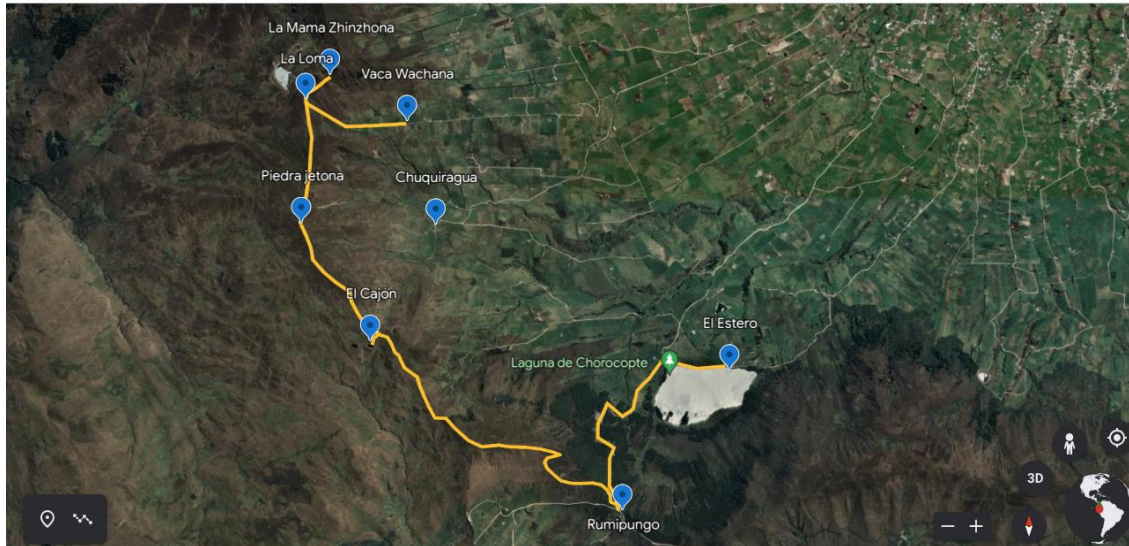 La Mama Zhinzhona
La Loma
Vaca Wachana
Piedra jetona
Chuquiragua
El Cajón
El Estero
Laguna de Chorocopte
Rumipungo
3D